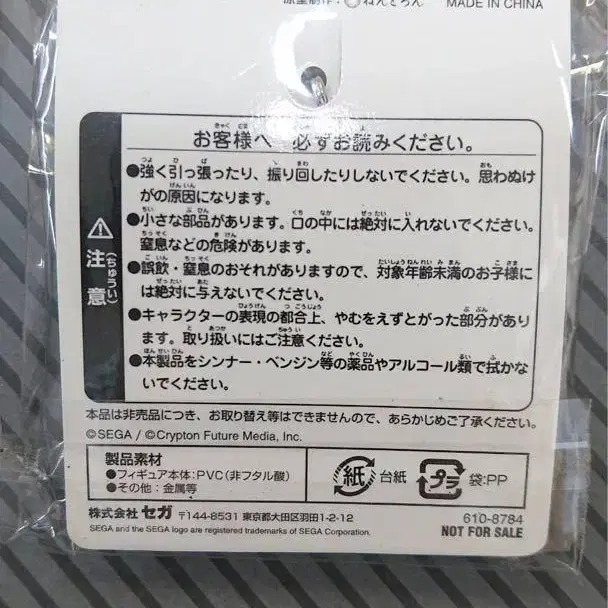 原型制作：ねんどろん
MADE IN CHINA
お客様へ 必ずお読みください。
●強く引っ張ったり、振り回したりしないでください。思わぬけ
がの原因になります。
●小さな部品があります。口の中には絶対に入れないでください。
窒息などの危険があります。
●誤飲・窒息のおそれがありますので、対象年齢未満のお子様に
は絶対に与えないでください。
●キャラクターの表現の都合上、やむをえずとがった部分があり
ます。取り扱いにはご注意ください。
●本製品をシンナー・ベンジン等の薬品やアルコール類で拭かな
いでください。
⚠注意(ちゅうい)
本品は非売品につき、お取り替え等はできませんので、あらかじめご了承ください。
©SEGA / ©Crypton Future Media, Inc.
製品素材
●フィギュア本体：PVC(非フタル酸)
●その他：金属等
紙 台紙 プラ 袋:PP
株式会社 セガ 〒144-8531 東京都大田区羽田1-2-12
610-8784
SEGA and the SEGA logo are registered trademarks of SEGA Corporation.
NOT FOR SALE